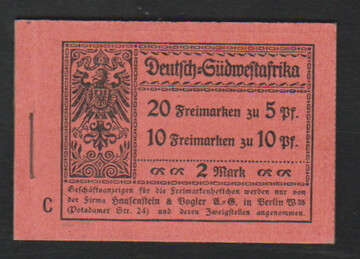 Deutsch-Südwestafrika
20 Freimarken zu 5 Pf.
10 Freimarken zu 10 Pf.
2 Mark
Geschäftsanzeigen für die Freimarkenheftchen werden nur von
der Firma Haasenstein & Vogler A.-G. in Berlin W 35
(Potsdamer Str. 24) und deren Zweigstellen angenommen.
C